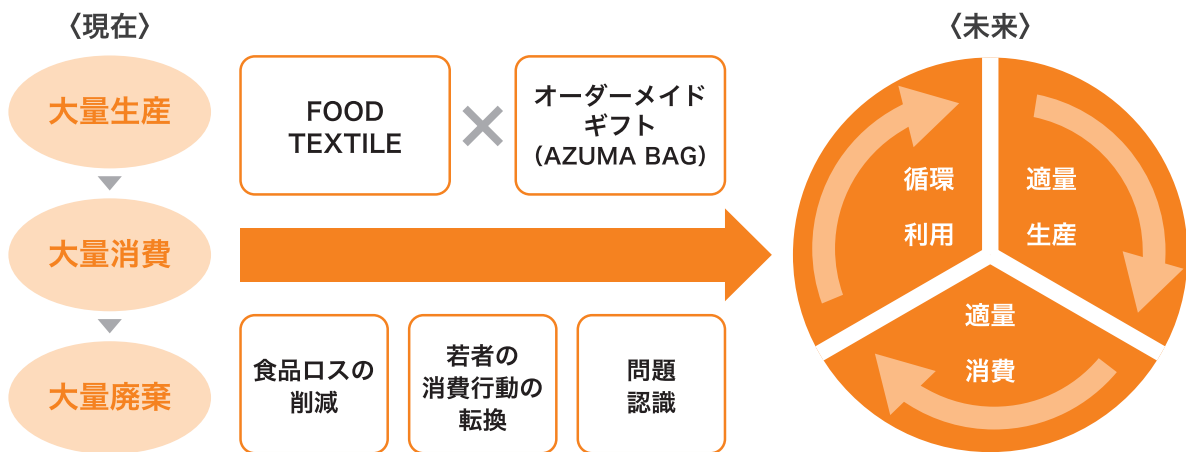 〈現在〉
大量生産
大量消費
大量廃棄
FOOD
TEXTILE
×
オーダーメイド
ギフト
（AZUMA BAG）
食品ロスの
削減
若者の
消費行動の
転換
問題
認識
〈未来〉
循環
利用
適量
生産
適量
消費